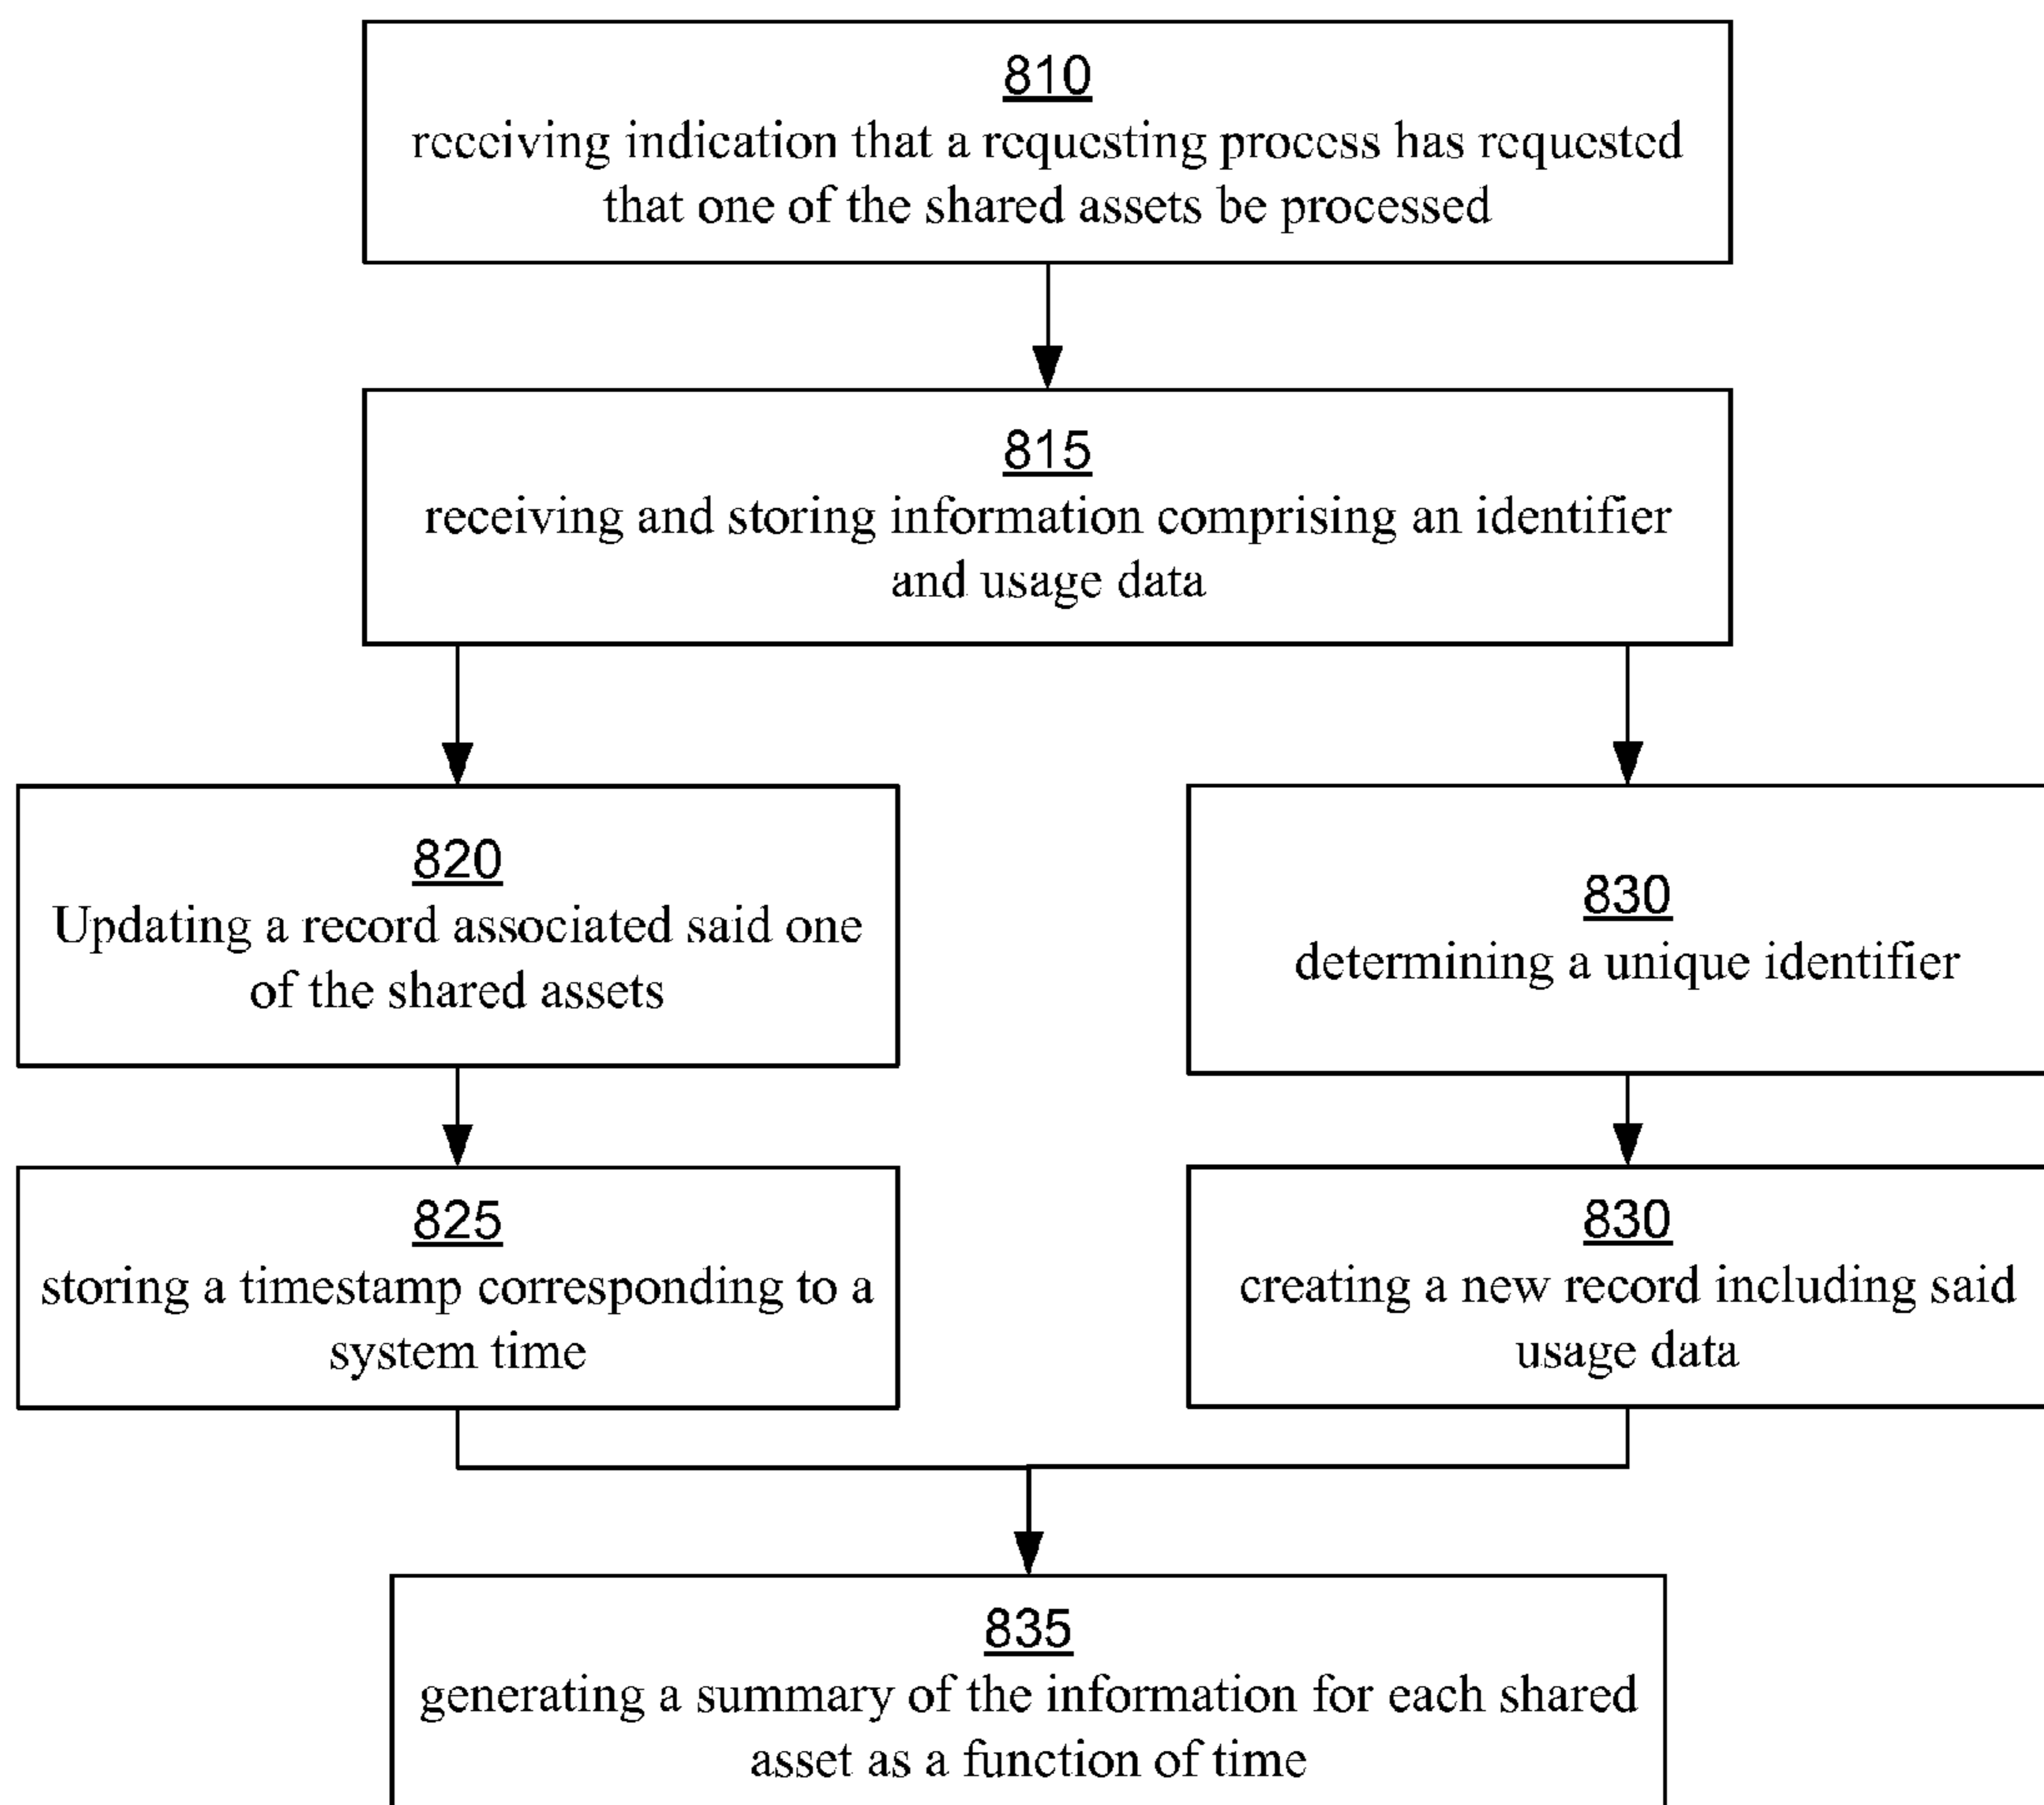 810
receiving indication that a requesting process has requested
that one of the shared assets be processed
815
receiving and storing information comprising an identifier
and usage data
820
Updating a record associated said one
of the shared assets
830
determining a unique identifier
825
storing a timestamp corresponding to a
system time
830
creating a new record including said
usage data
835
generating a summary of the information for each shared
asset as a function of time